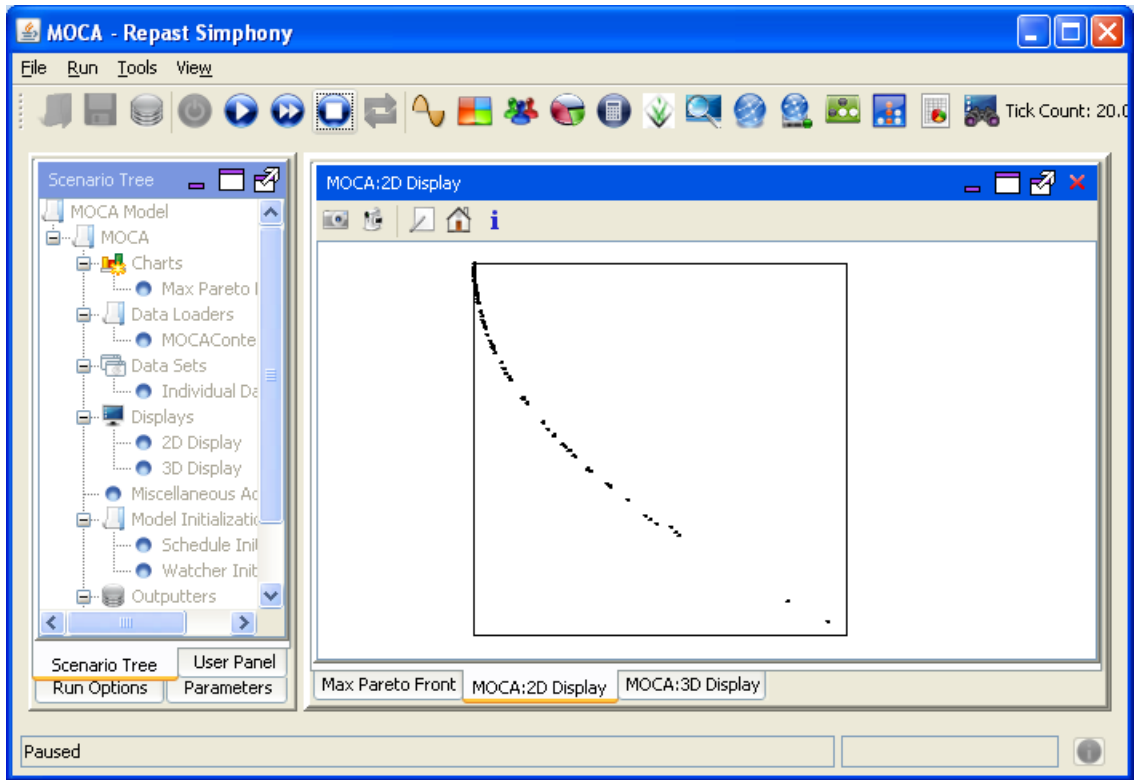 MOCA - Repast Simphony
File Run Tools View
Tick Count: 20.0
Scenario Tree
MOCA Model
MOCA
Charts
Max Pareto
Data Loaders
MOCAConte
Data Sets
Individual Da
Displays
2D Display
3D Display
Miscellaneous Ac
Model Initializatio
Schedule Ini
Watcher Init
Outputters
Scenario Tree User Panel
Run Options Parameters
MOCA:2D Display
i
Max Pareto Front MOCA:2D Display MOCA:3D Display
Paused